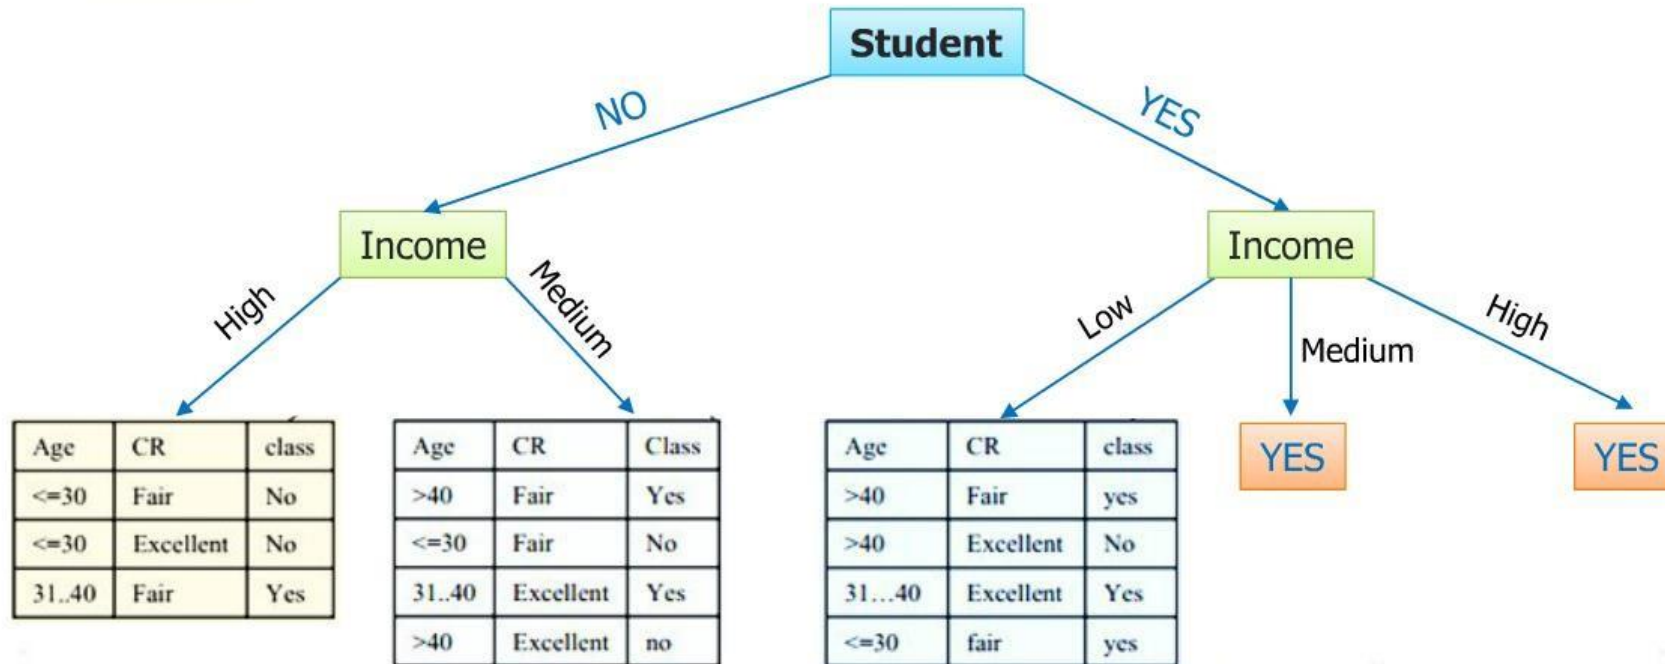 Student
NO
YES
Income
Income
High
Medium
Low
Medium
High
Age CR class
<=30 Fair No
<=30 Excellent No
31..40 Fair Yes
Age CR Class
>40 Fair Yes
<=30 Fair No
31..40 Excellent Yes
>40 Excellent no
Age CR class
>40 Fair yes
>40 Excellent No
31...40 Excellent Yes
<=30 fair yes
YES
YES